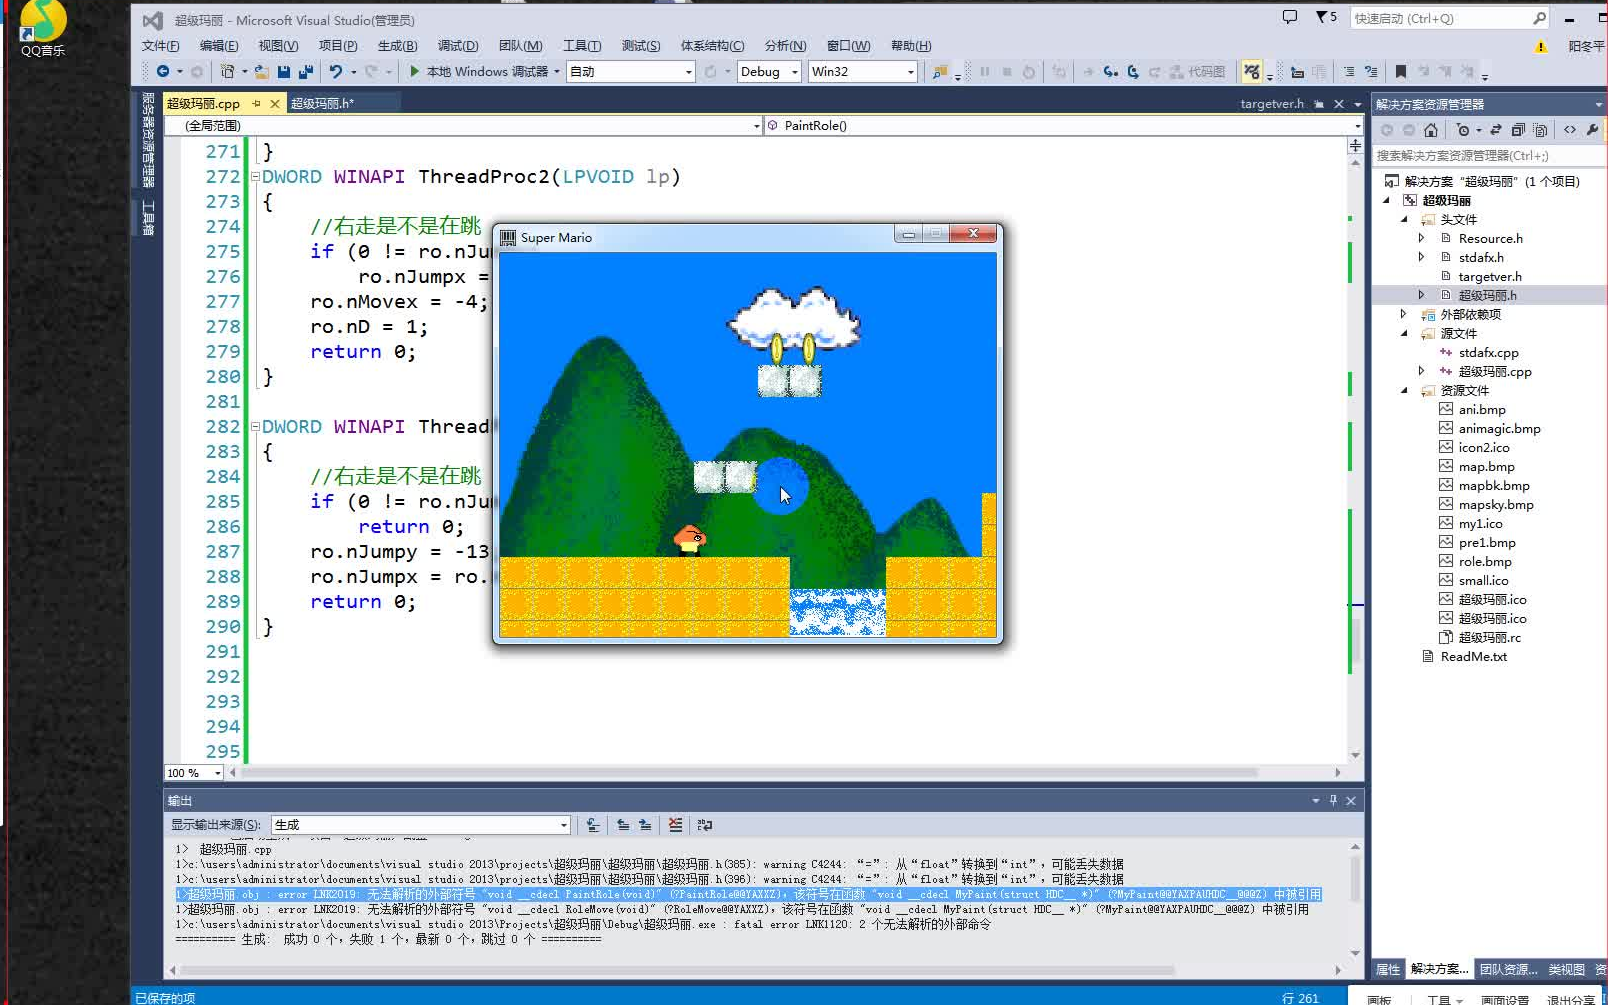 QQ音乐
超级玛丽 - Microsoft Visual Studio(管理员)
5
快速启动 (Ctrl+Q)
文件(F) 编辑(E) 视图(V) 项目(P) 生成(B) 调试(D) 团队(M) 工具(T) 测试(S) 体系结构(C) 分析(N) 窗口(W) 帮助(H)
阳冬平
本地 Windows 调试器 自动 Debug Win32 代码图
服务器资源管理器
工具箱
超级玛丽.cpp 超级玛丽.h* targetver.h
(全局范围) PaintRole()
271 }
272 DWORD WINAPI ThreadProc2(LPVOID lp)
273 {
274 //右走是不是在跳
275 if (0 != ro.nJu
276 ro.nJumpx =
277 ro.nMovex = -4;
278 ro.nD = 1;
279 return 0;
280 }
281
282 DWORD WINAPI Thread
283 {
284 //右走是不是在跳
285 if (0 != ro.nJu
286 return 0;
287 ro.nJumpy = -13
288 ro.nJumpx = ro.
289 return 0;
290 }
291
292
293
294
295
100 %
Super Mario
解决方案资源管理器
搜索解决方案资源管理器(Ctrl+;)
解决方案 "超级玛丽" (1 个项目)
超级玛丽
头文件
Resource.h
stdafx.h
targetver.h
超级玛丽.h
外部依赖项
源文件
stdafx.cpp
超级玛丽.cpp
资源文件
ani.bmp
animagic.bmp
icon2.ico
map.bmp
mapbk.bmp
mapsky.bmp
my1.ico
pre1.bmp
role.bmp
small.ico
超级玛丽.ico
超级玛丽.ico
超级玛丽.rc
ReadMe.txt
输出
显示输出来源(S): 生成
1> 超级玛丽.cpp
1>c:\users\administrator\documents\visual studio 2013\projects\超级玛丽\超级玛丽\超级玛丽.h(385): warning C4244: “=”: 从“float”转换到“int”，可能丢失数据
1>c:\users\administrator\documents\visual studio 2013\projects\超级玛丽\超级玛丽\超级玛丽.h(396): warning C4244: “=”: 从“float”转换到“int”，可能丢失数据
1>超级玛丽.obj : error LNK2019: 无法解析的外部符号 "void __cdecl PaintRole(void)" (?PaintRole@@YAXXZ)，该符号在函数 "void __cdecl MyPaint(struct HDC__ *)" (?MyPaint@@YAXPAUHDC__@@@Z) 中被引用
1>超级玛丽.obj : error LNK2019: 无法解析的外部符号 "void __cdecl RoleMove(void)" (?RoleMove@@YAXXZ)，该符号在函数 "void __cdecl MyPaint(struct HDC__ *)" (?MyPaint@@YAXPAUHDC__@@@Z) 中被引用
1>c:\users\administrator\documents\visual studio 2013\Projects\超级玛丽\Debug\超级玛丽.exe : fatal error LNK1120: 2 个无法解析的外部命令
========== 生成: 成功 0 个，失败 1 个，最新 0 个，跳过 0 个 ==========
属性 解决方案... 团队资源... 类视图 资
已保存的项 行 261
画板 工具 画面设置 退出分享